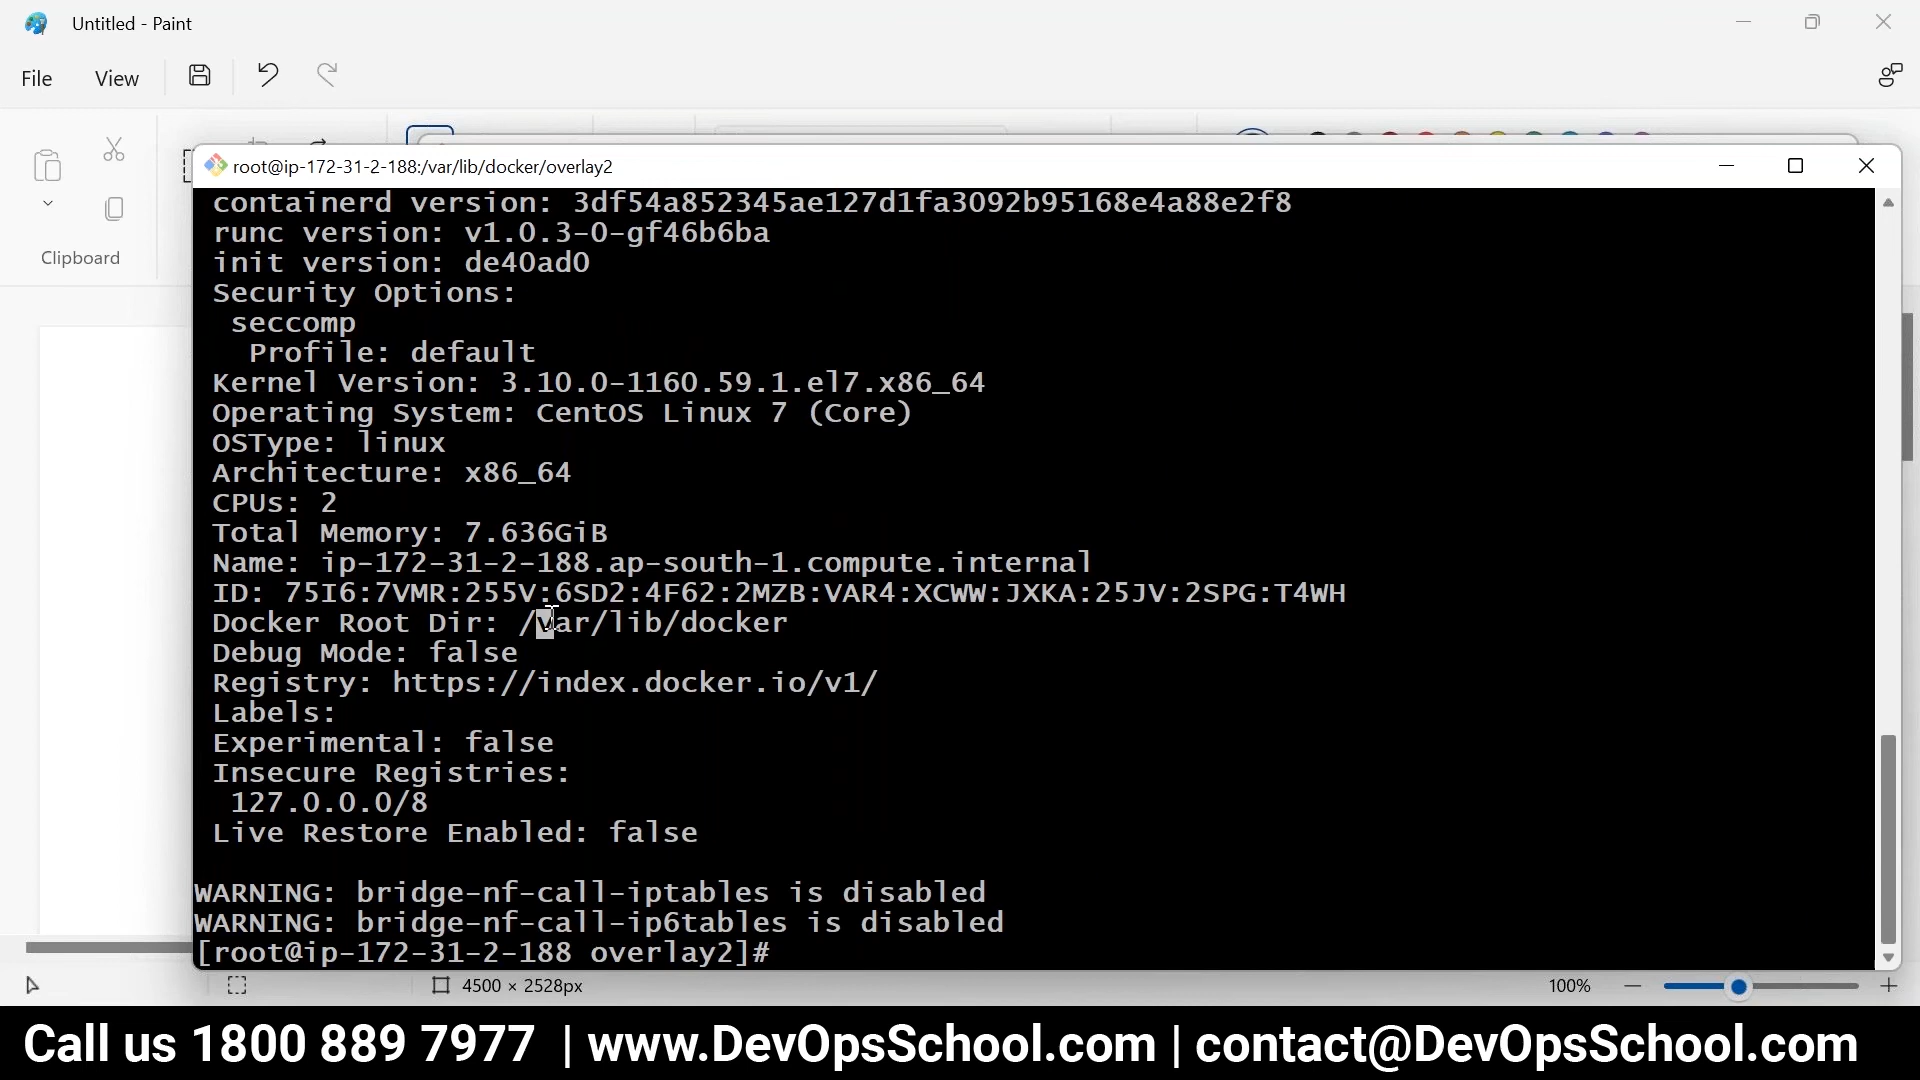 Untitled - Paint
File View
Clipboard
root@ip-172-31-2-188:/var/lib/docker/overlay2
containerd version: 3df54a852345ae127d1fa3092b95168e4a88e2f8
runc version: v1.0.3-0-gf46b6ba
init version: de40ad0
Security Options:
seccomp
Profile: default
Kernel Version: 3.10.0-1160.59.1.el7.x86_64
Operating System: CentOS Linux 7 (Core)
OSType: linux
Architecture: x86_64
CPUs: 2
Total Memory: 7.636GiB
Name: ip-172-31-2-188.ap-south-1.compute.internal
ID: 75I6:7VMR:255V:6SD2:4F62:2MZB:VAR4:XCWW:JXKA:25JV:2SPG:T4WH
Docker Root Dir: /var/lib/docker
Debug Mode: false
Registry: https://index.docker.io/v1/
Labels:
Experimental: false
Insecure Registries:
127.0.0.0/8
Live Restore Enabled: false
WARNING: bridge-nf-call-iptables is disabled
WARNING: bridge-nf-call-ip6tables is disabled
[root@ip-172-31-2-188 overlay2]#
4500 × 2528px
100%
Call us 1800 889 7977 | www.DevOpsSchool.com | contact@DevOpsSchool.com